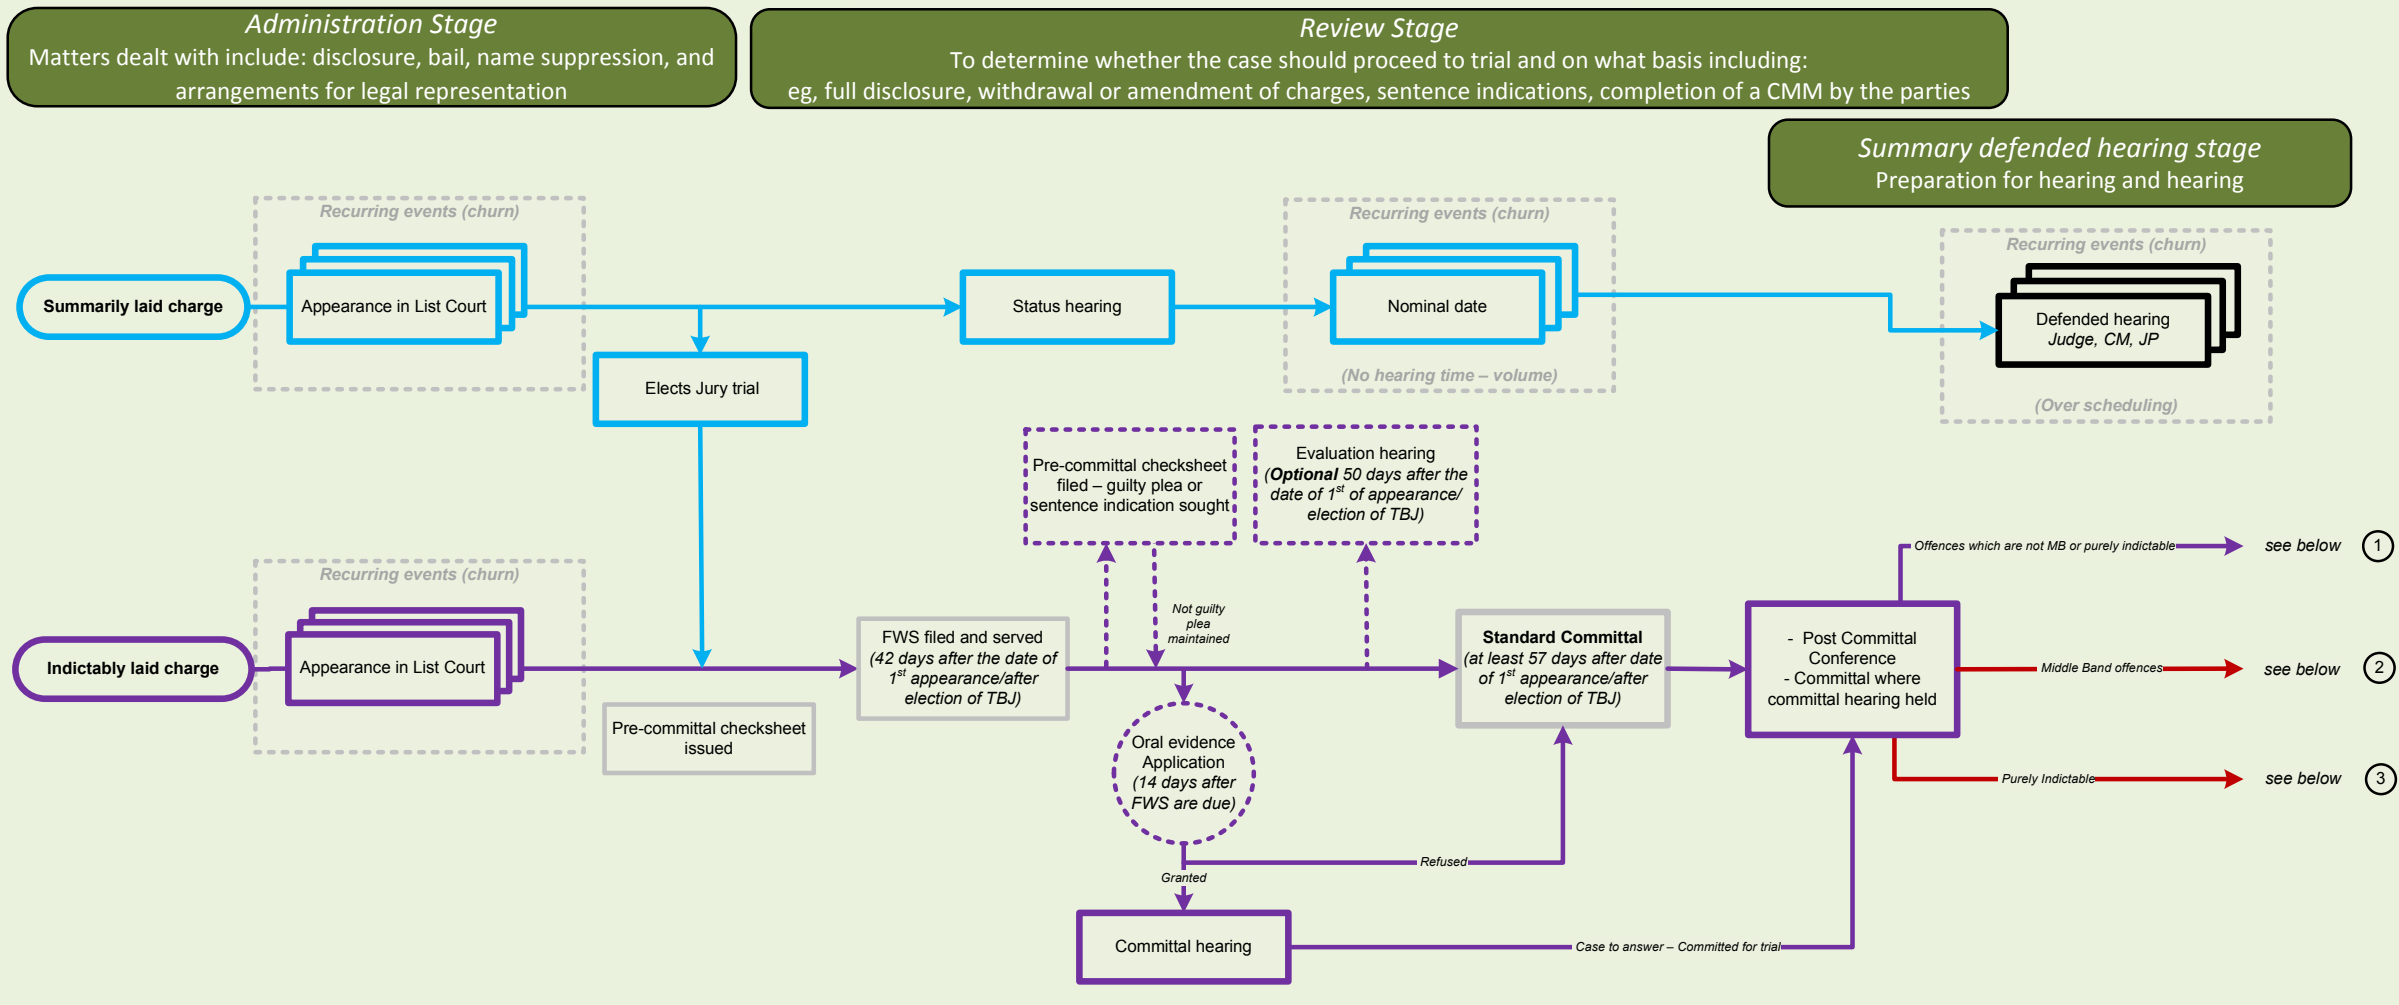 Administration Stage
Matters dealt with include: disclosure, bail, name suppression, and
arrangements for legal representation
Review Stage
To determine whether the case should proceed to trial and on what basis including:
eg, full disclosure, withdrawal or amendment of charges, sentence indications, completion of a CMM by the parties
Summary defended hearing stage
Preparation for hearing and hearing
Recurring events (churn)
Summarily laid charge
Appearance in List Court
Elects Jury trial
Status hearing
Recurring events (churn)
Nominal date
(No hearing time – volume)
Recurring events (churn)
Defended hearing
Judge, CM, JP
(Over scheduling)
Recurring events (churn)
Indictably laid charge
Appearance in List Court
Pre-committal checksheet
issued
FWS filed and served
(42 days after the date of
1st appearance/after
election of TBJ)
Pre-committal checksheet
filed – guilty plea or
sentence indication sought
Not guilty
plea
maintained
Evaluation hearing
(Optional 50 days after the
date of 1st of appearance/
election of TBJ)
Oral evidence
Application
(14 days after
FWS are due)
Refused
Granted
Committal hearing
Case to answer – Committed for trial
Standard Committal
(at least 57 days after date
of 1st appearance/after
election of TBJ)
- Post Committal
Conference
- Committal where
committal hearing held
Offences which are not MB or purely indictable
see below
1
Middle Band offences
see below
2
Purely Indictable
see below
3